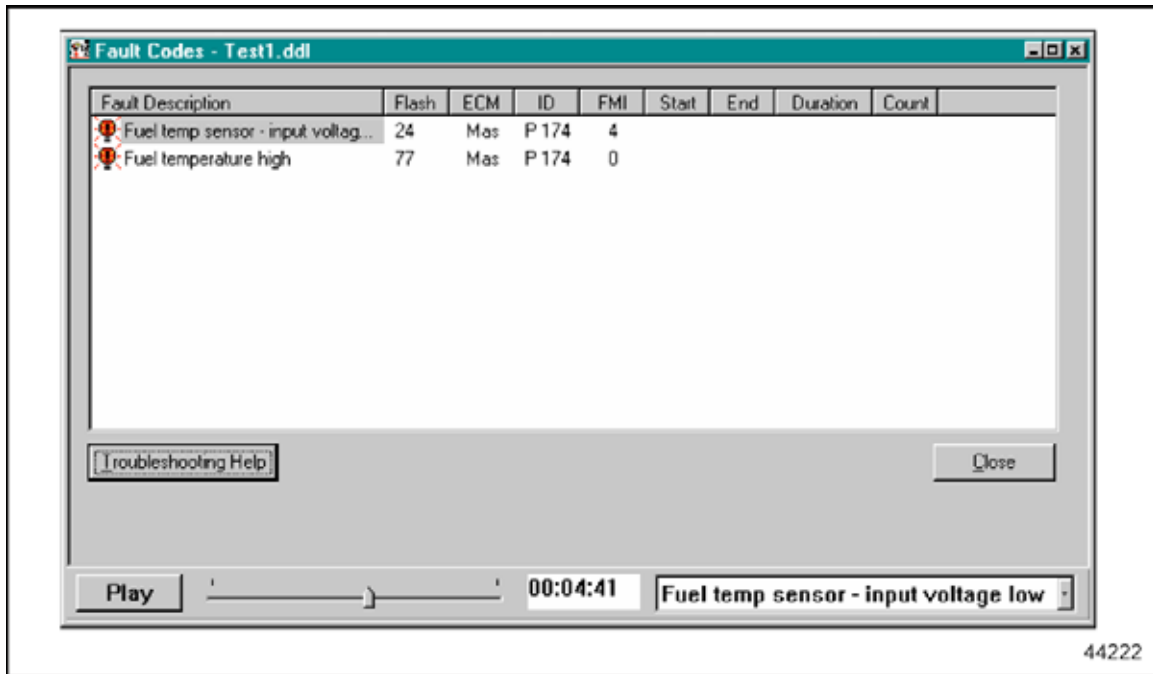 Fault Codes - Test1.ddl
Fault Description Flash ECM ID FMI Start End Duration Count
Fuel temp sensor - input voltag... 24 Mas P 174 4
Fuel temperature high 77 Mas P 174 0
Troubleshooting Help Close
Play 00:04:41 Fuel temp sensor - input voltage low
44222